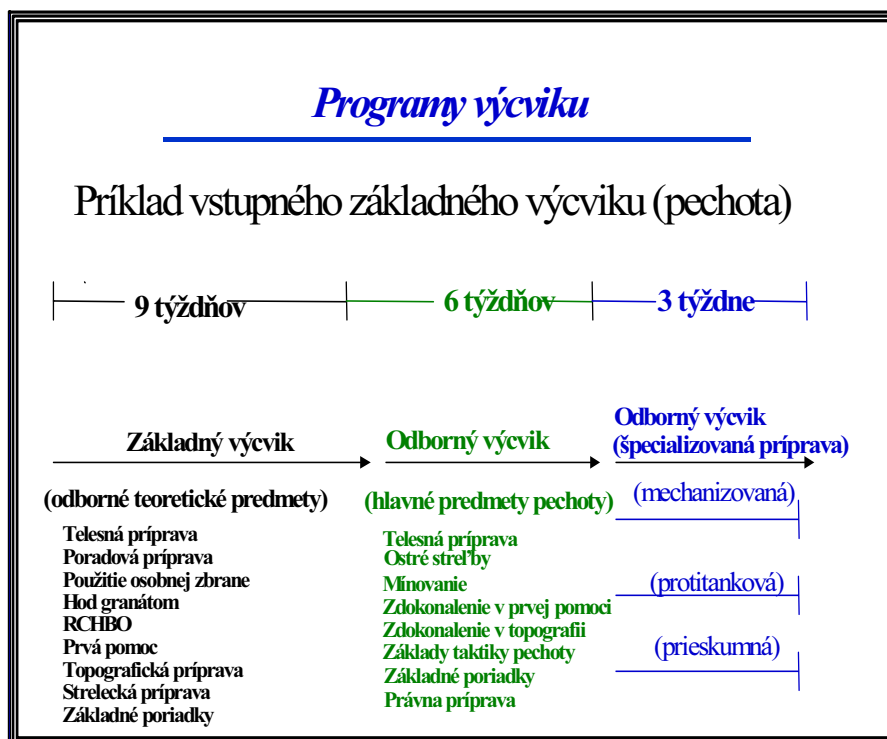 Programy výcviku
Príklad vstupného základného výcviku (pechota)
9 týždňov
6 týždňov
3 týždne
Základný výcvik
(odborné teoretické predmety)
Telesná príprava
Poradová príprava
Použitie osobnej zbrane
Hod granátom
RCHBO
Prvá pomoc
Topografická príprava
Strelecká príprava
Základné poriadky
Odborný výcvik
(hlavné predmety pechoty)
Telesná príprava
Ostré streľby
Mínovanie
Zdokonalenie v prvej pomoci
Zdokonalenie v topografii
Základy taktiky pechoty
Základné poriadky
Právna príprava
Odborný výcvik
(špecializovaná príprava)
(mechanizovaná)
(protitanková)
(prieskumná)